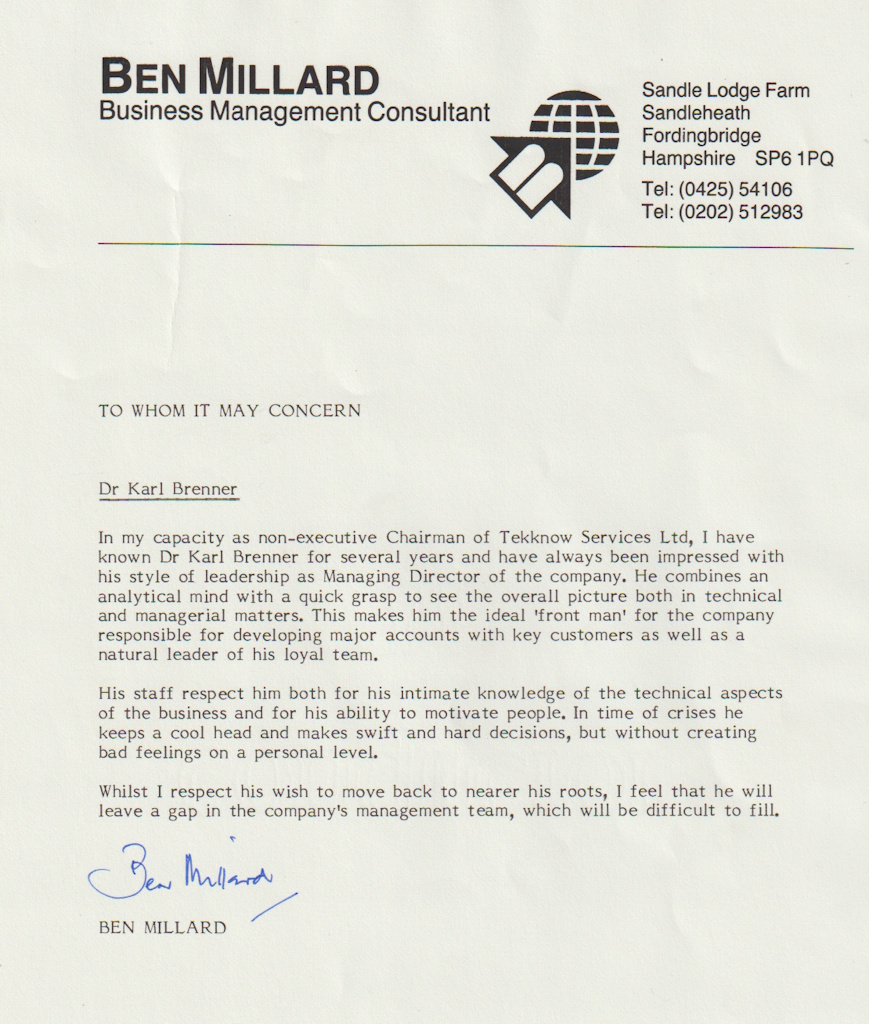 BEN MILLARD
Business Management Consultant
Sandle Lodge Farm
Sandleheath
Fordingbridge
Hampshire SP6 1PQ
Tel: (0425) 54106
Tel: (0202) 512983
TO WHOM IT MAY CONCERN
Dr Karl Brenner
In my capacity as non-executive Chairman of Tekknow Services Ltd, I have
known Dr Karl Brenner for several years and have always been impressed with
his style of leadership as Managing Director of the company. He combines an
analytical mind with a quick grasp to see the overall picture both in technical
and managerial matters. This makes him the ideal 'front man' for the company
responsible for developing major accounts with key customers as well as a
natural leader of his loyal team.
His staff respect him both for his intimate knowledge of the technical aspects
of the business and for his ability to motivate people. In time of crises he
keeps a cool head and makes swift and hard decisions, but without creating
bad feelings on a personal level.
Whilst I respect his wish to move back to nearer his roots, I feel that he will
leave a gap in the company's management team, which will be difficult to fill.
Ben Millard
BEN MILLARD